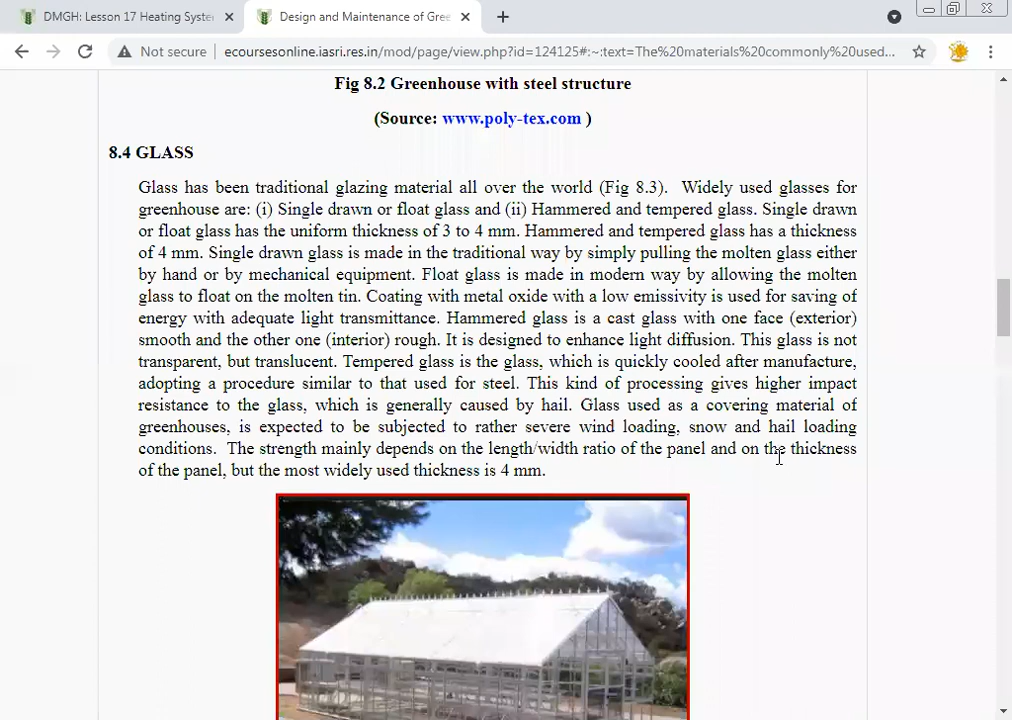 DMGH: Lesson 17 Heating Syste
Design and Maintenance of Gree
Not secure
ecoursesonline.iasri.res.in/mod/page/view.php?id=124125#:~:text=The%20materials%20commonly%20used...
Fig 8.2 Greenhouse with steel structure
(Source: www.poly-tex.com )
8.4 GLASS
Glass has been traditional glazing material all over the world (Fig 8.3). Widely used glasses for
greenhouse are: (i) Single drawn or float glass and (ii) Hammered and tempered glass. Single drawn
or float glass has the uniform thickness of 3 to 4 mm. Hammered and tempered glass has a thickness
of 4 mm. Single drawn glass is made in the traditional way by simply pulling the molten glass either
by hand or by mechanical equipment. Float glass is made in modern way by allowing the molten
glass to float on the molten tin. Coating with metal oxide with a low emissivity is used for saving of
energy with adequate light transmittance. Hammered glass is a cast glass with one face (exterior)
smooth and the other one (interior) rough. It is designed to enhance light diffusion. This glass is not
transparent, but translucent. Tempered glass is the glass, which is quickly cooled after manufacture,
adopting a procedure similar to that used for steel. This kind of processing gives higher impact
resistance to the glass, which is generally caused by hail. Glass used as a covering material of
greenhouses, is expected to be subjected to rather severe wind loading, snow and hail loading
conditions. The strength mainly depends on the length/width ratio of the panel and on the thickness
of the panel, but the most widely used thickness is 4 mm.